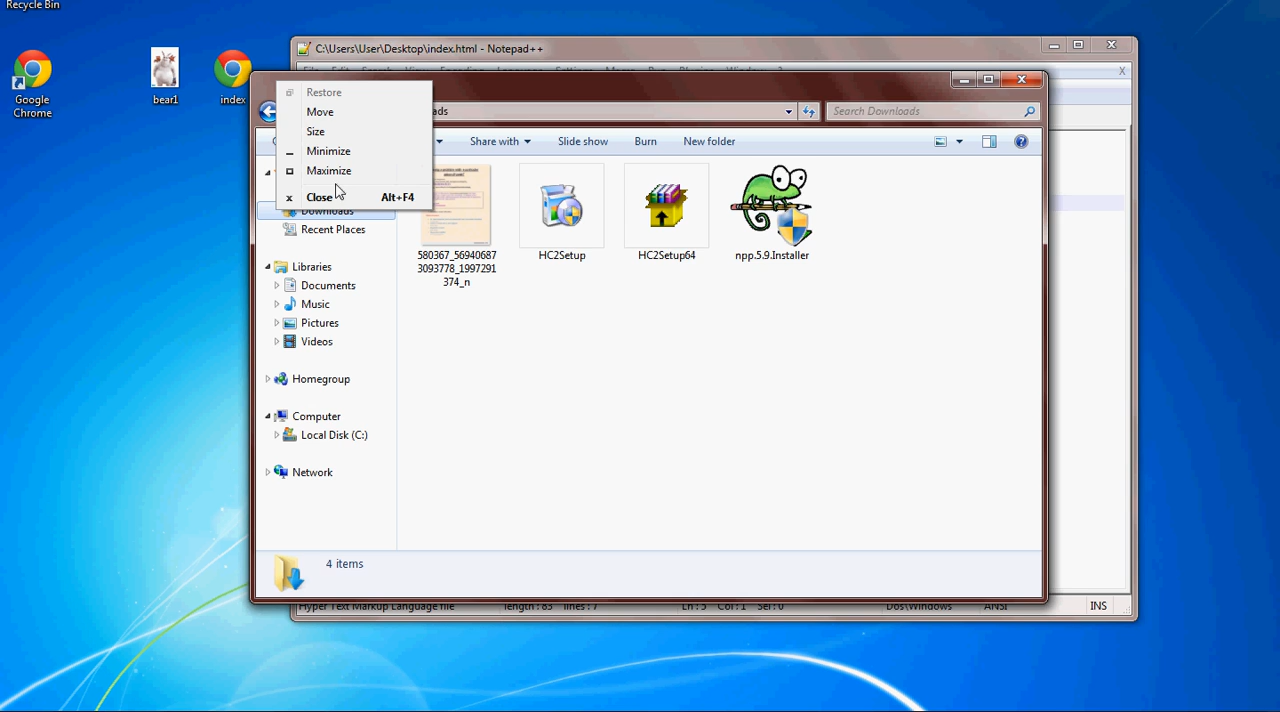 Recycle Bin
Google
Chrome
bear1
index
C:\Users\User\Desktop\index.html - Notepad++
Restore
Move
Size
Minimize
Maximize
Close Alt+F4
ads
Search Downloads
Share with
Slide show
Burn
New folder
Downloads
Recent Places
Libraries
Documents
Music
Pictures
Videos
Homegroup
Computer
Local Disk (C:)
Network
580367_56940687
3093778_1997291
374_n
HC2Setup
HC2Setup64
npp.5.9.Installer
4 items
Hyper Text Markup Language file length : 83 lines : 7 Ln : 5 Col : 1 Sel : 0 Dos\Windows ANSI INS